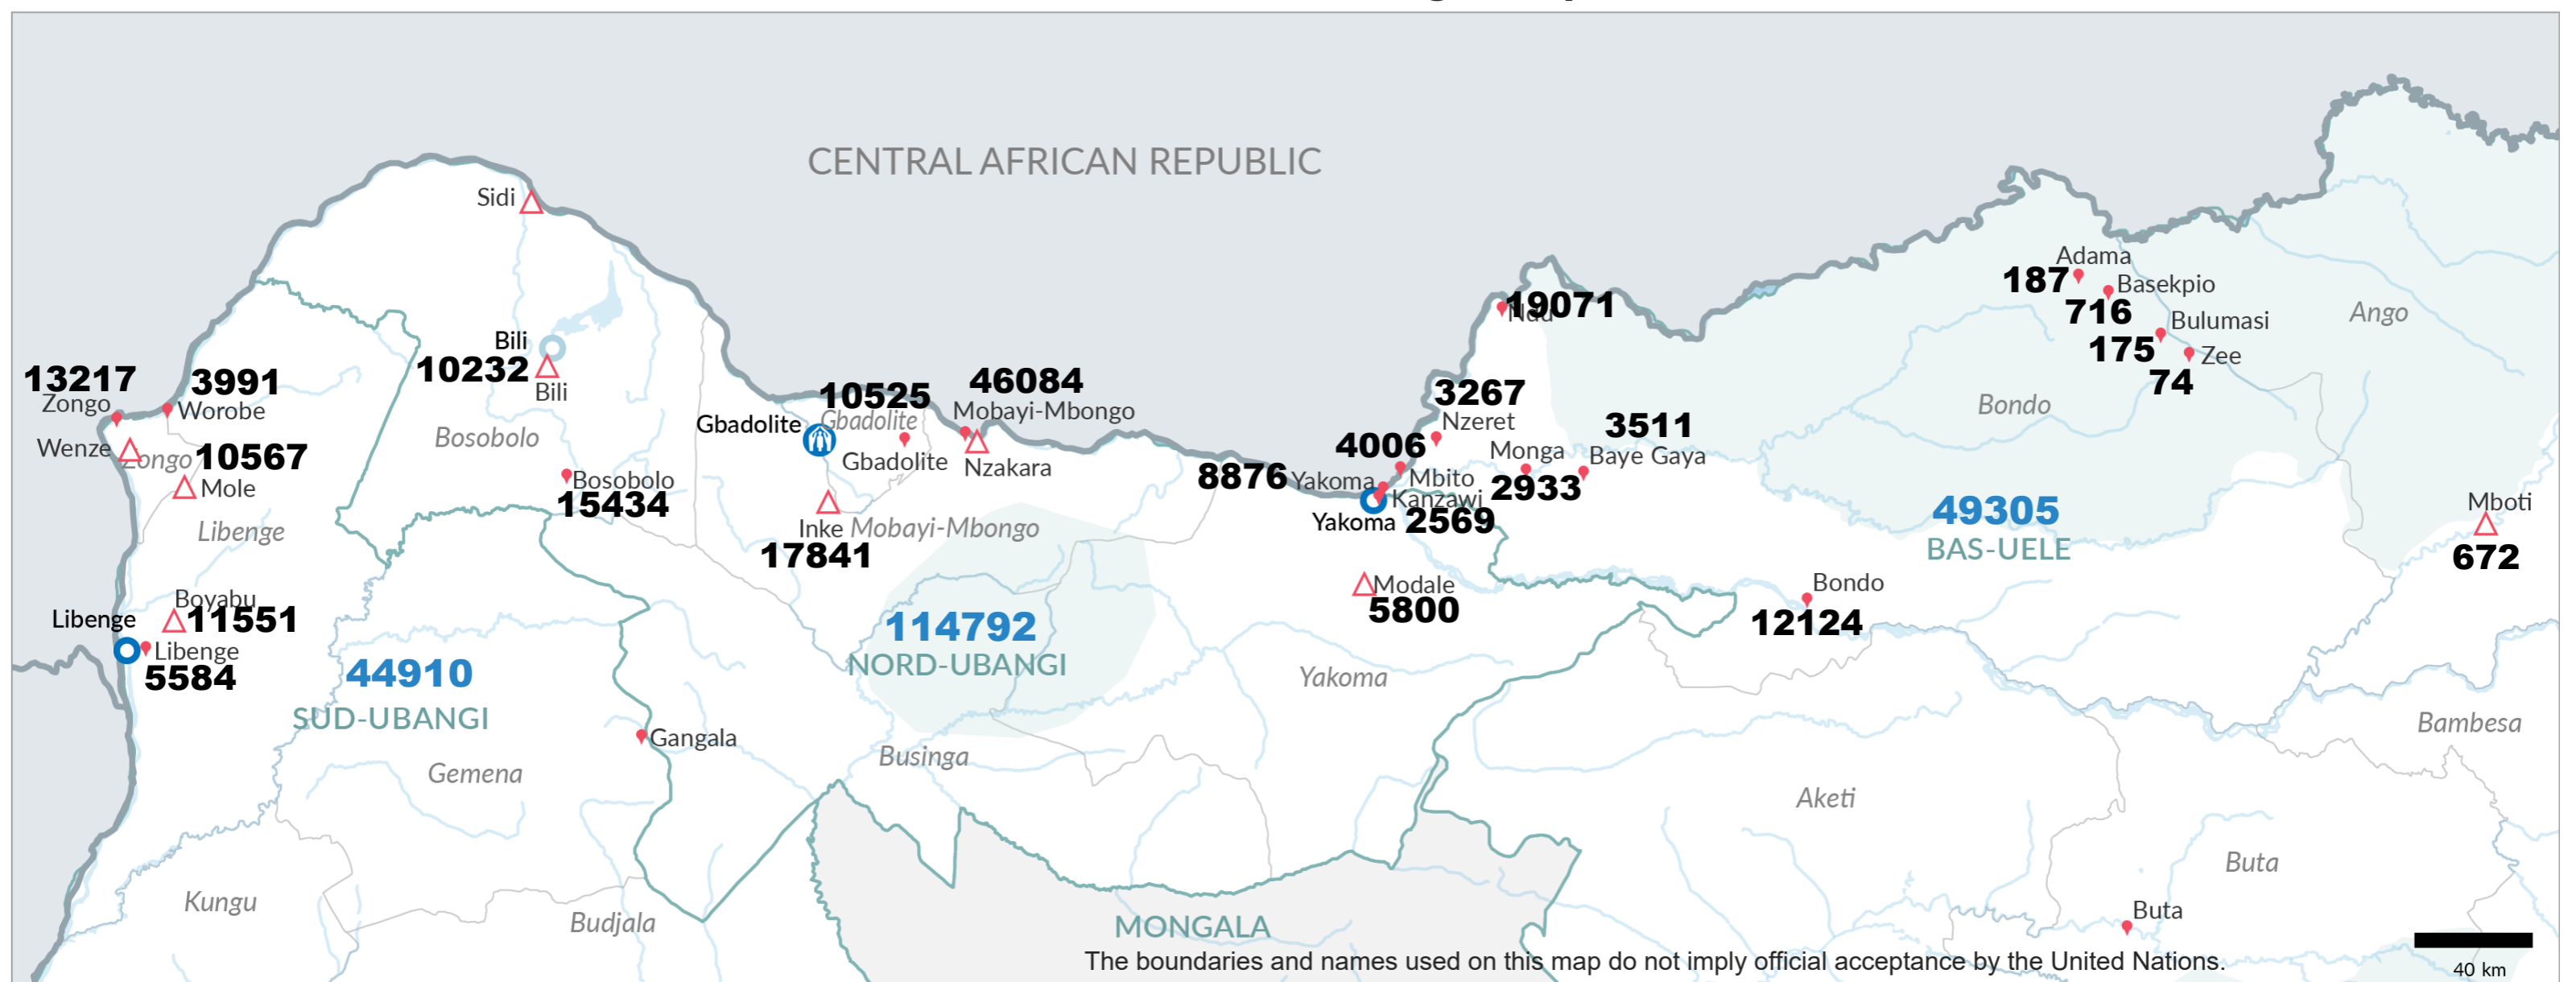 CENTRAL AFRICAN REPUBLIC
Sidi
Adama
187
Basekpio
716
Ango
19071
Ndu
Bulumasi
175
Zee
74
Bili
10232
Bili
13217
Zongo
3991
Worobe
10525
Gbadolite
46084
Mobayi-Mbongo
3267
Nzeret
Bondo
Gbadolite
Gbadolite
Nzakara
3511
Baye Gaya
4006
Monga
2933
Wenze
Zongo
10567
Mole
Bosobolo
Bosobolo
15434
8876
Yakoma
Mbito
Kanzawi
Yakoma
2569
49305
BAS-UELE
Mboti
672
Libenge
Inke
Mobayi-Mbongo
17841
Modale
5800
Bondo
12124
Boyabu
11551
Libenge
Libenge
5584
114792
NORD-UBANGI
44910
SUD-UBANGI
Yakoma
Gangala
Gemena
Businga
Bambesa
Aketi
Kungu
Budjala
Buta
Buta
MONGALA
The boundaries and names used on this map do not imply official acceptance by the United Nations.
40 km